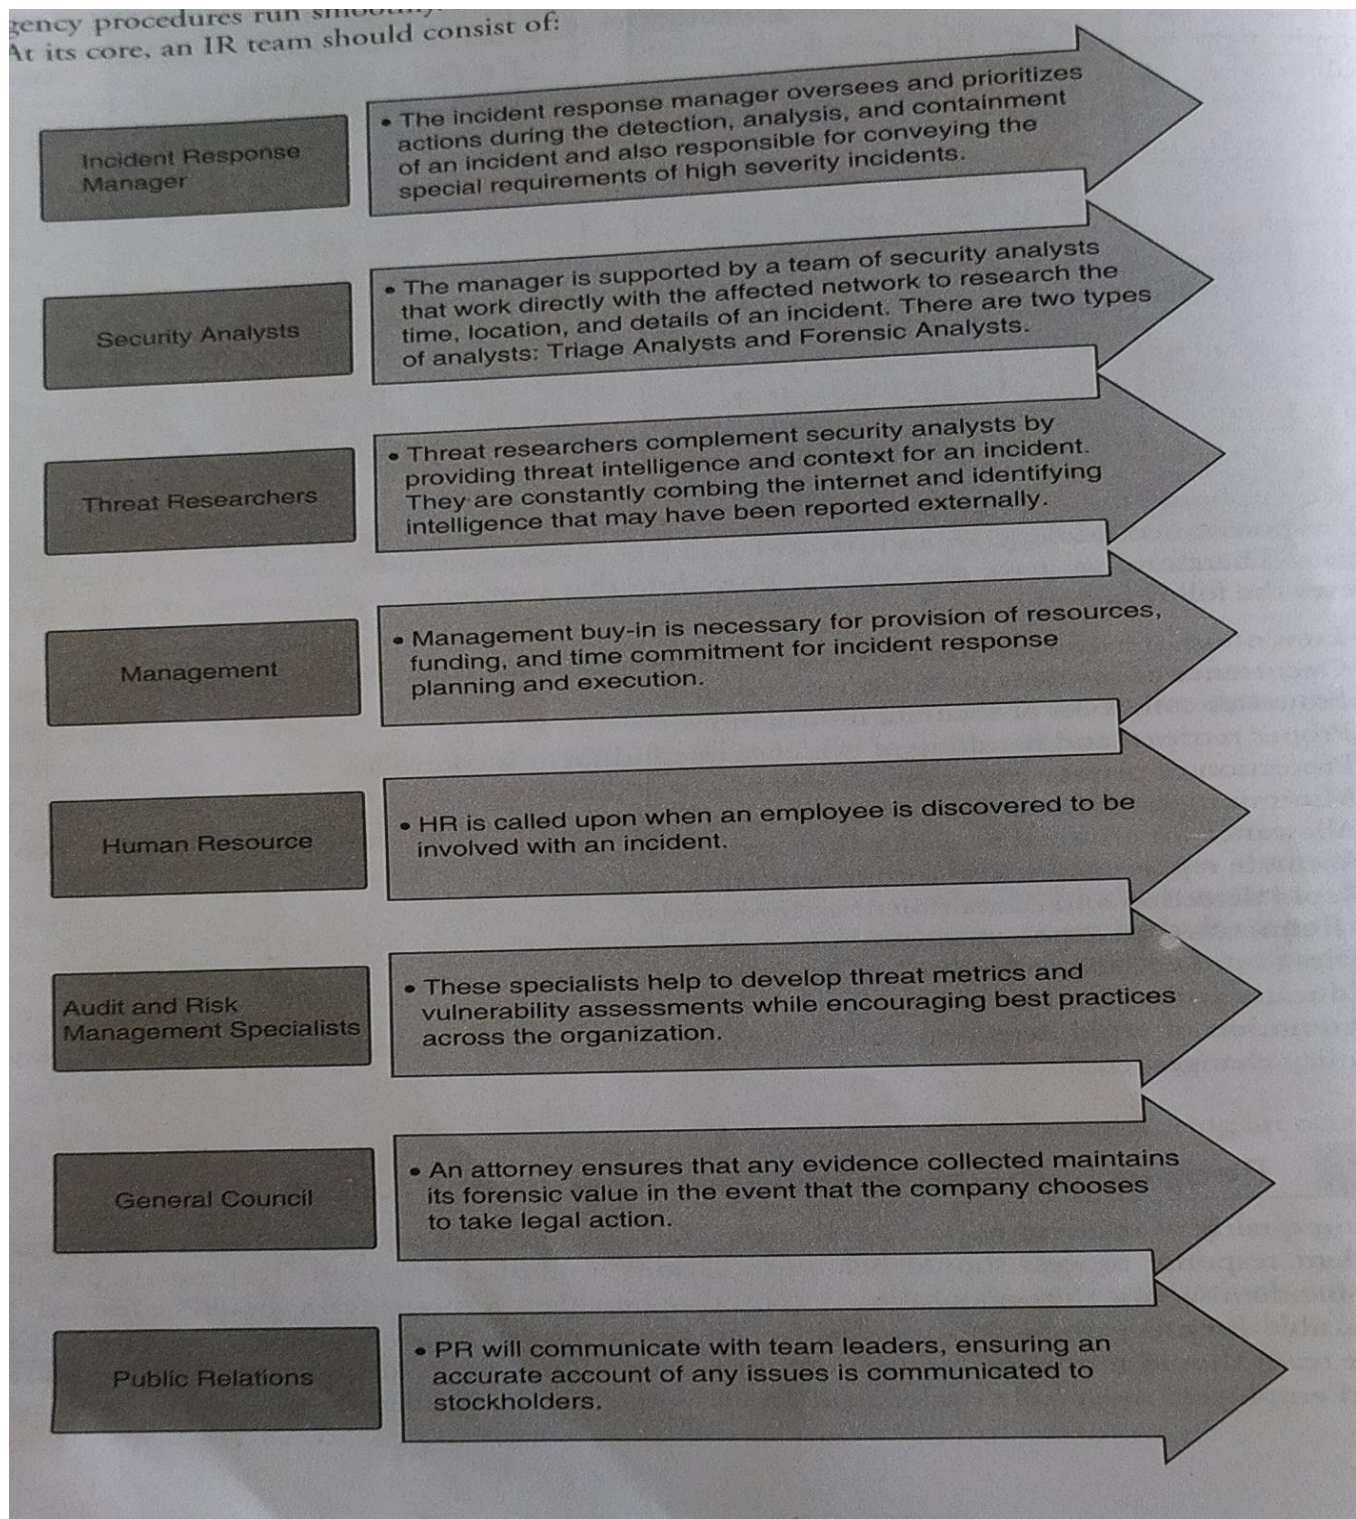 gency procedures run smoothly.
At its core, an IR team should consist of:
Incident Response
Manager
• The incident response manager oversees and prioritizes
actions during the detection, analysis, and containment
of an incident and also responsible for conveying the
special requirements of high severity incidents.
Security Analysts
• The manager is supported by a team of security analysts
that work directly with the affected network to research the
time, location, and details of an incident. There are two types
of analysts: Triage Analysts and Forensic Analysts.
Threat Researchers
• Threat researchers complement security analysts by
providing threat intelligence and context for an incident.
They are constantly combing the internet and identifying
intelligence that may have been reported externally.
Management
• Management buy-in is necessary for provision of resources,
funding, and time commitment for incident response
planning and execution.
Human Resource
• HR is called upon when an employee is discovered to be
involved with an incident.
Audit and Risk
Management Specialists
• These specialists help to develop threat metrics and
vulnerability assessments while encouraging best practices
across the organization.
General Council
• An attorney ensures that any evidence collected maintains
its forensic value in the event that the company chooses
to take legal action.
Public Relations
• PR will communicate with team leaders, ensuring an
accurate account of any issues is communicated to
stockholders.